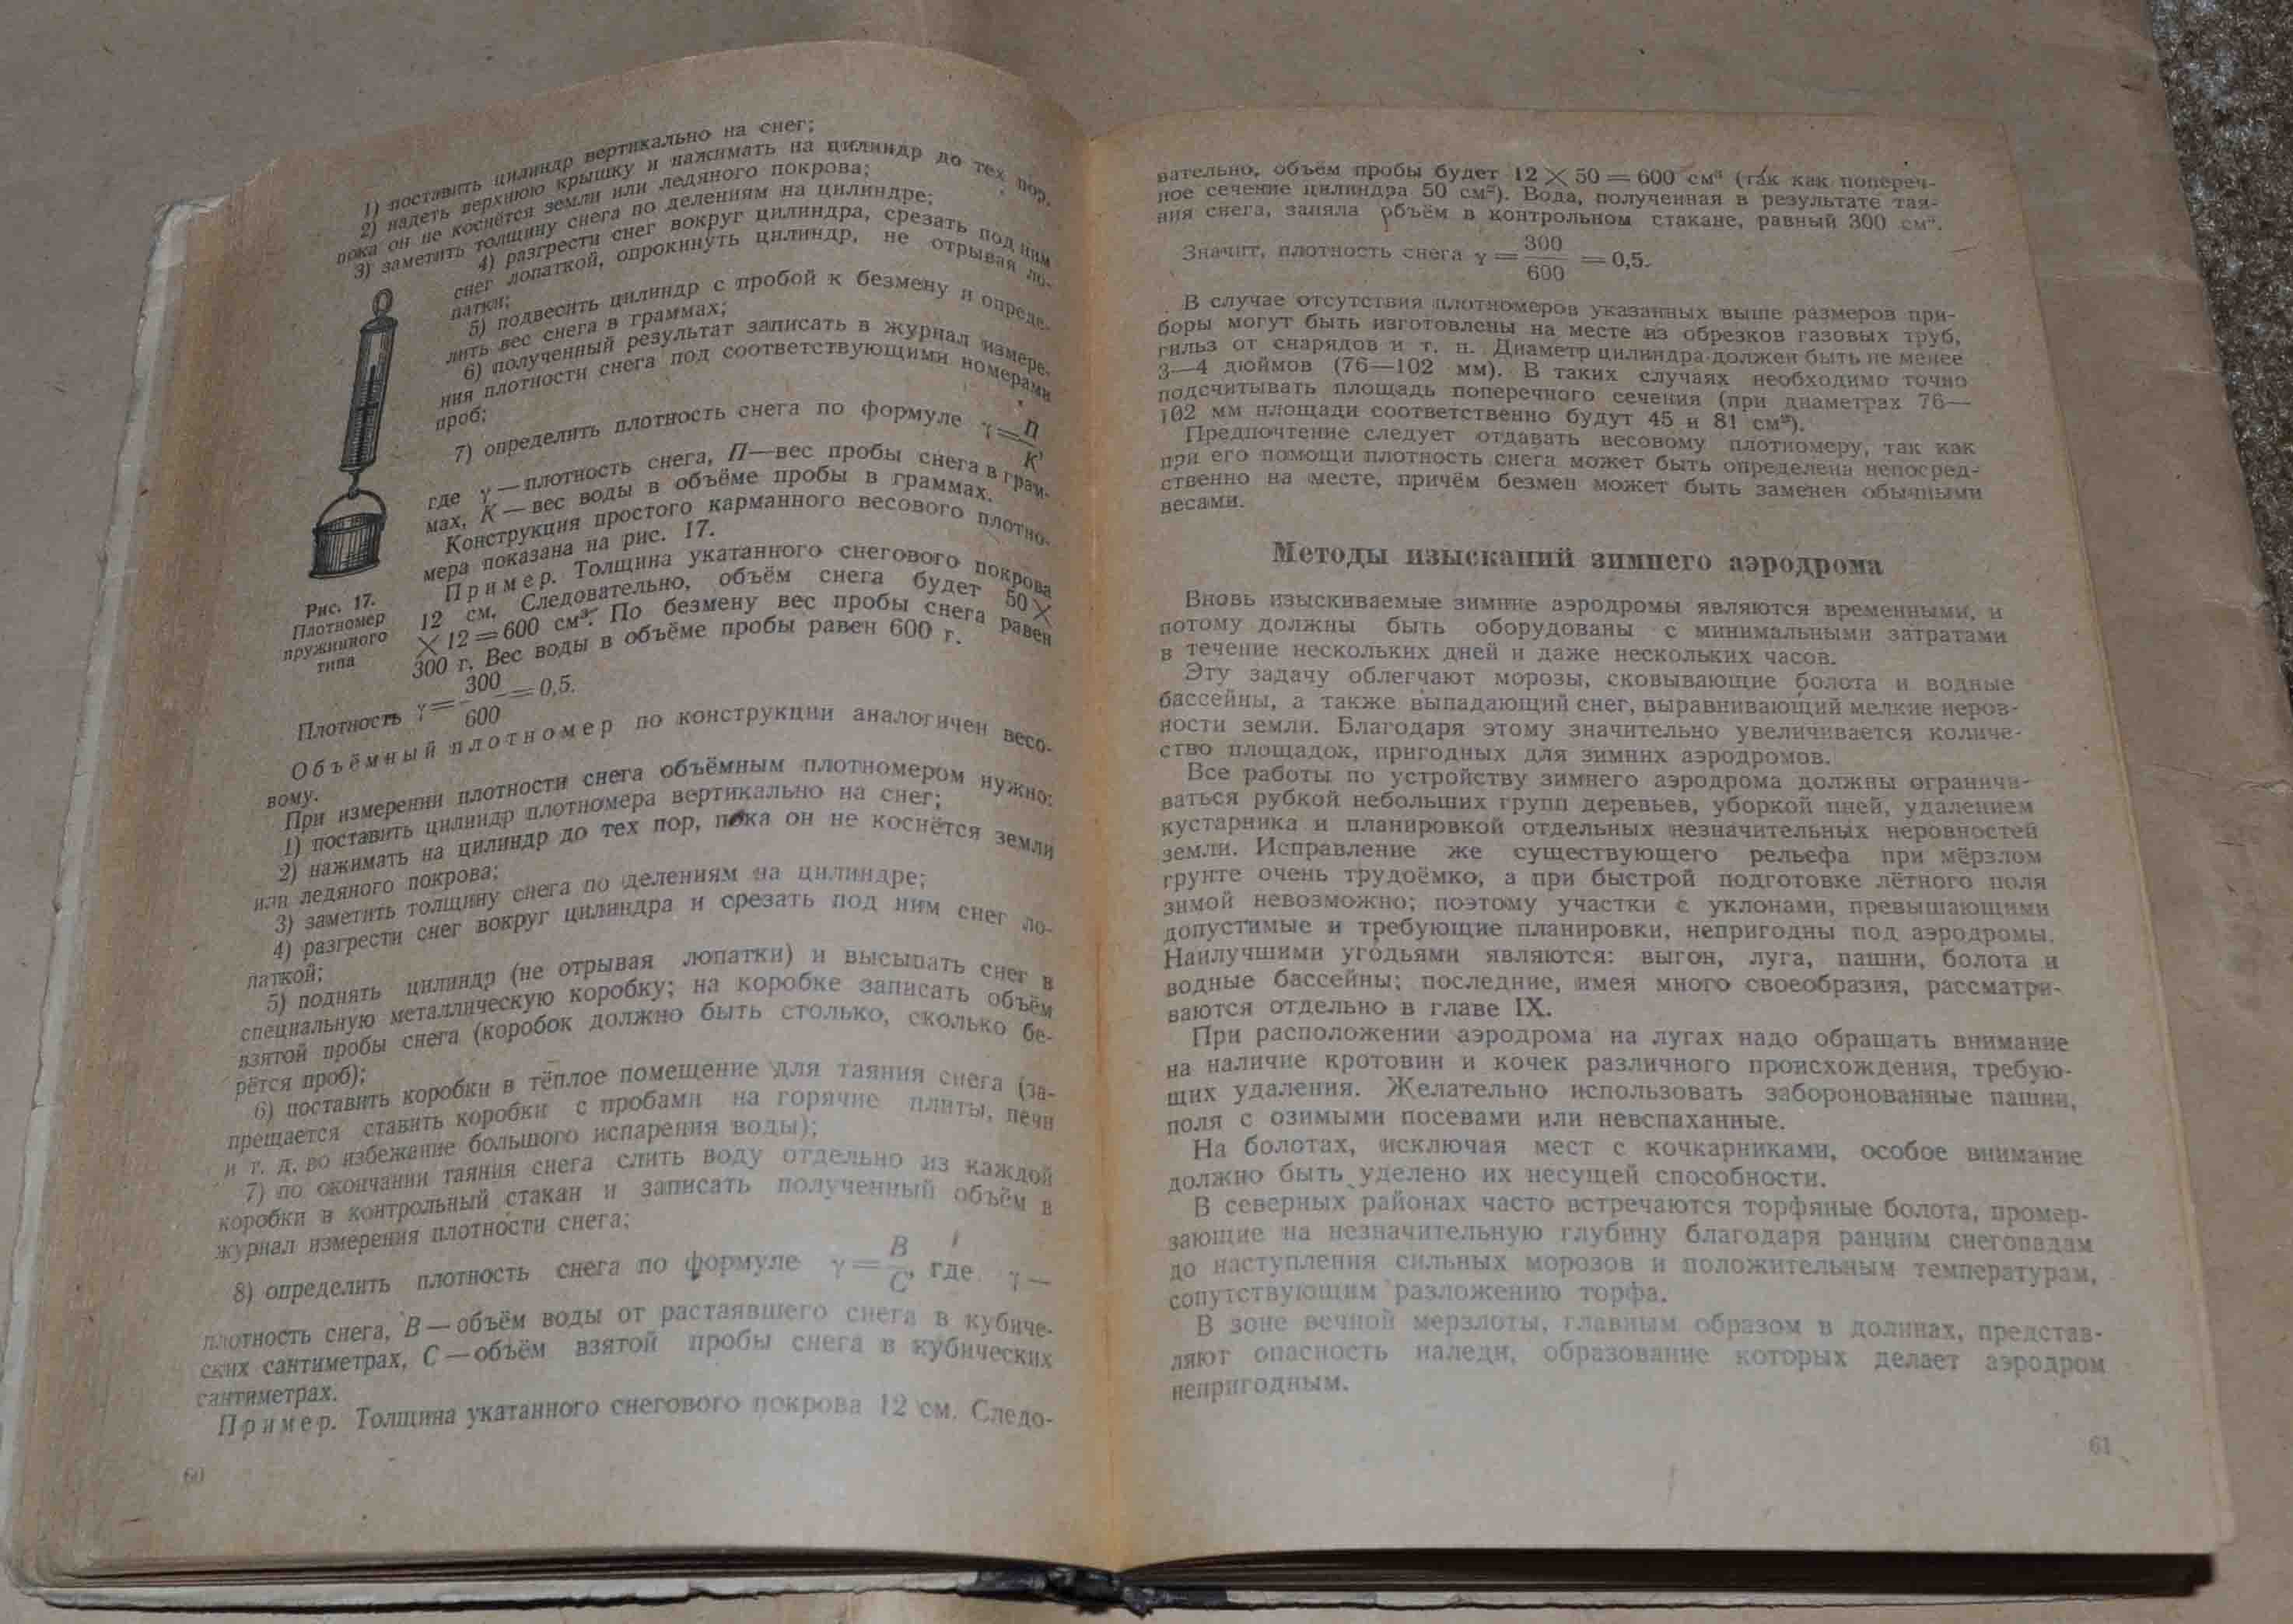 1) поставить цилиндр вертикально на снег;
2) надеть верхнюю крышку и нажимать на цилиндр до тех пор,
пока он не коснётся земли или ледяного покрова;
3) заметить толщину снега по делениям на цилиндре;
4) разгрести снег вокруг цилиндра, срезать под ним
снег лопаткой, опрокинуть цилиндр, не отрывая ло-
патки;
5) подвесить цилиндр с пробой к безмену и опреде-
лить вес снега в граммах;
6) полученный результат записать в журнал измере-
ния плотности снега под соответствующими номерами
проб;
7) определить плотность снега по формуле γ = П/К,
где γ — плотность снега, П — вес пробы снега в грам-
мах, К — вес воды в объёме пробы в граммах.
Конструкция простого карманного весового плотно-
мера показана на рис. 17.
Пример. Толщина укатанного снегового покрова
12 см. Следовательно, объём снега будет 50 ×
× 12 = 600 см³. По безмену вес пробы снега равен
300 г. Вес воды в объёме пробы равен 600 г.
Рис. 17.
Плотномер
пружинного
типа
Плотность γ = 300/600 = 0,5.
Объёмный плотномер по конструкции аналогичен весо-
вому.
При измерении плотности снега объёмным плотномером нужно:
1) поставить цилиндр плотномера вертикально на снег;
2) нажимать на цилиндр до тех пор, пока он не коснётся земли
или ледяного покрова;
3) заметить толщину снега по делениям на цилиндре;
4) разгрести снег вокруг цилиндра и срезать под ним снег ло-
паткой;
5) поднять цилиндр (не отрывая лопатки) и высыпать снег в
специальную металлическую коробку; на коробке записать объём
взятой пробы снега (коробок должно быть столько, сколько бе-
рётся проб);
6) поставить коробки в тёплое помещение для таяния снега (за-
прещается ставить коробки с пробами на горячие плиты, печи
и т. д. во избежание большого испарения воды);
7) по окончании таяния снега слить воду отдельно из каждой
коробки в контрольный стакан и записать полученный объём в
журнал измерения плотности снега;
8) определить плотность снега по формуле γ = В/С, где γ —
плотность снега, В — объём воды от растаявшего снега в кубиче-
ских сантиметрах, С — объём взятой пробы снега в кубических
сантиметрах.
Пример. Толщина укатанного снегового покрова 12 см. Следо-
60
вательно, объём пробы будет 12 × 50 = 600 см³ (так как попереч-
ное сечение цилиндра 50 см²). Вода, полученная в результате тая-
ния снега, заняла объём в контрольном стакане, равный 300 см³.
Значит, плотность снега γ = 300/600 = 0,5.
В случае отсутствия плотномеров указанных выше размеров при-
боры могут быть изготовлены на месте из обрезков газовых труб,
гильз от снарядов и т. п. Диаметр цилиндра должен быть не менее
3—4 дюймов (76—102 мм). В таких случаях необходимо точно
подсчитывать площадь поперечного сечения (при диаметрах 76—
102 мм площади соответственно будут 45 и 81 см²).
Предпочтение следует отдавать весовому плотномеру, так как
при его помощи плотность снега может быть определена непосред-
ственно на месте, причём безмен может быть заменен обычными
весами.
Методы изысканий зимнего аэродрома
Вновь изыскиваемые зимние аэродромы являются временными, и
потому должны быть оборудованы с минимальными затратами
в течение нескольких дней и даже нескольких часов.
Эту задачу облегчают морозы, сковывающие болота и водные
бассейны, а также выпадающий снег, выравнивающий мелкие неров-
ности земли. Благодаря этому значительно увеличивается количе-
ство площадок, пригодных для зимних аэродромов.
Все работы по устройству зимнего аэродрома должны ограничи-
ваться рубкой небольших групп деревьев, уборкой пней, удалением
кустарника и планировкой отдельных незначительных неровностей
земли. Исправление же существующего рельефа при мёрзлом
грунте очень трудоёмко, а при быстрой подготовке лётного поля
зимой невозможно; поэтому участки с уклонами, превышающими
допустимые и требующие планировки, непригодны под аэродромы.
Наилучшими угодьями являются: выгон, луга, пашни, болота и
водные бассейны; последние, имея много своеобразия, рассматри-
ваются отдельно в главе IX.
При расположении аэродрома на лугах надо обращать внимание
на наличие кротовин и кочек различного происхождения, требую-
щих удаления. Желательно использовать заборонованные пашни,
поля с озимыми посевами или невспаханные.
На болотах, исключая мест с кочкарниками, особое внимание
должно быть уделено их несущей способности.
В северных районах часто встречаются торфяные болота, промер-
зающие на незначительную глубину благодаря ранним снегопадам
до наступления сильных морозов и положительным температурам,
сопутствующим разложению торфа.
В зоне вечной мерзлоты, главным образом в долинах, представ-
ляют опасность наледи, образование которых делает аэродром
непригодным.
61